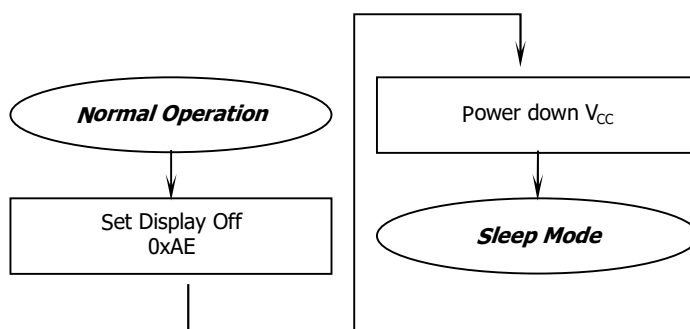 Normal Operation
Set Display Off
0xAE
Power down VCC
Sleep Mode